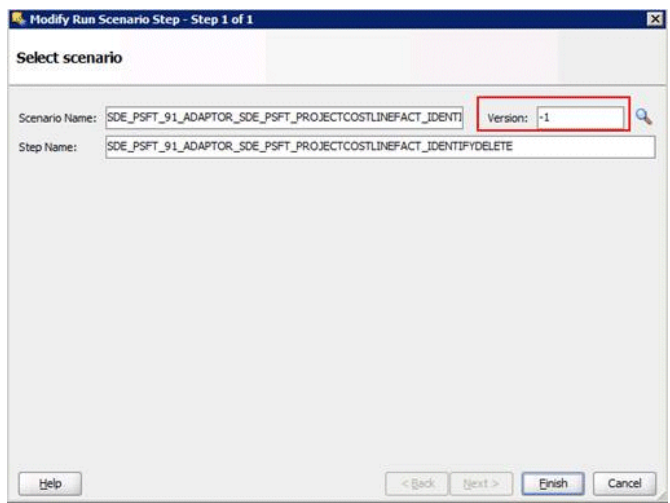 Modify Run Scenario Step - Step 1 of 1
Select scenario
Scenario Name: SDE_PSFT_91_ADAPTOR_SDE_PSFT_PROJECTCOSTLINEFACT_IDENTI Version: -1
Step Name: SDE_PSFT_91_ADAPTOR_SDE_PSFT_PROJECTCOSTLINEFACT_IDENTIFYDELETE
Help < Back Next > Finish Cancel